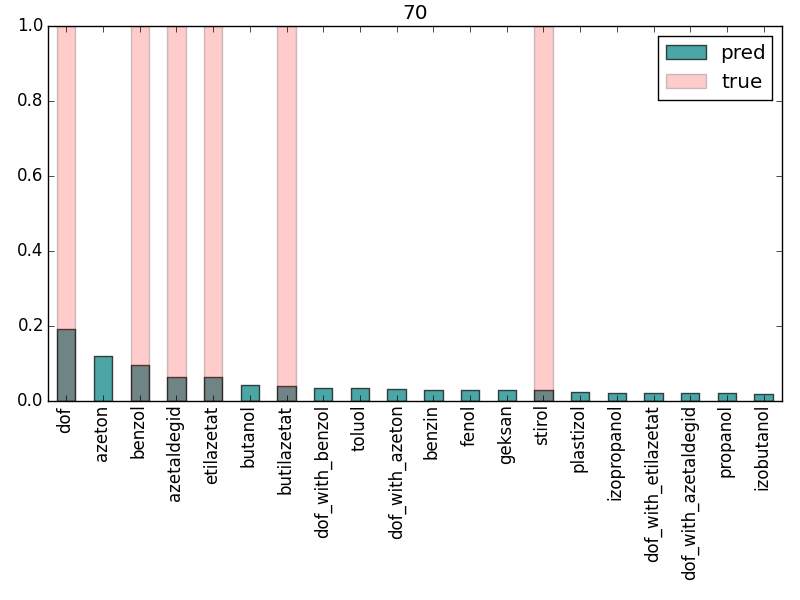 70
1.0
0.8
0.6
0.4
0.2
0.0
pred
true
dof
azeton
benzol
azetaldegid
etilazetat
butanol
butilazetat
dof_with_benzol
toluol
dof_with_azeton
benzin
fenol
geksan
stirol
plastizol
izopropanol
dof_with_etilazetat
dof_with_azetaldegid
propanol
izobutanol